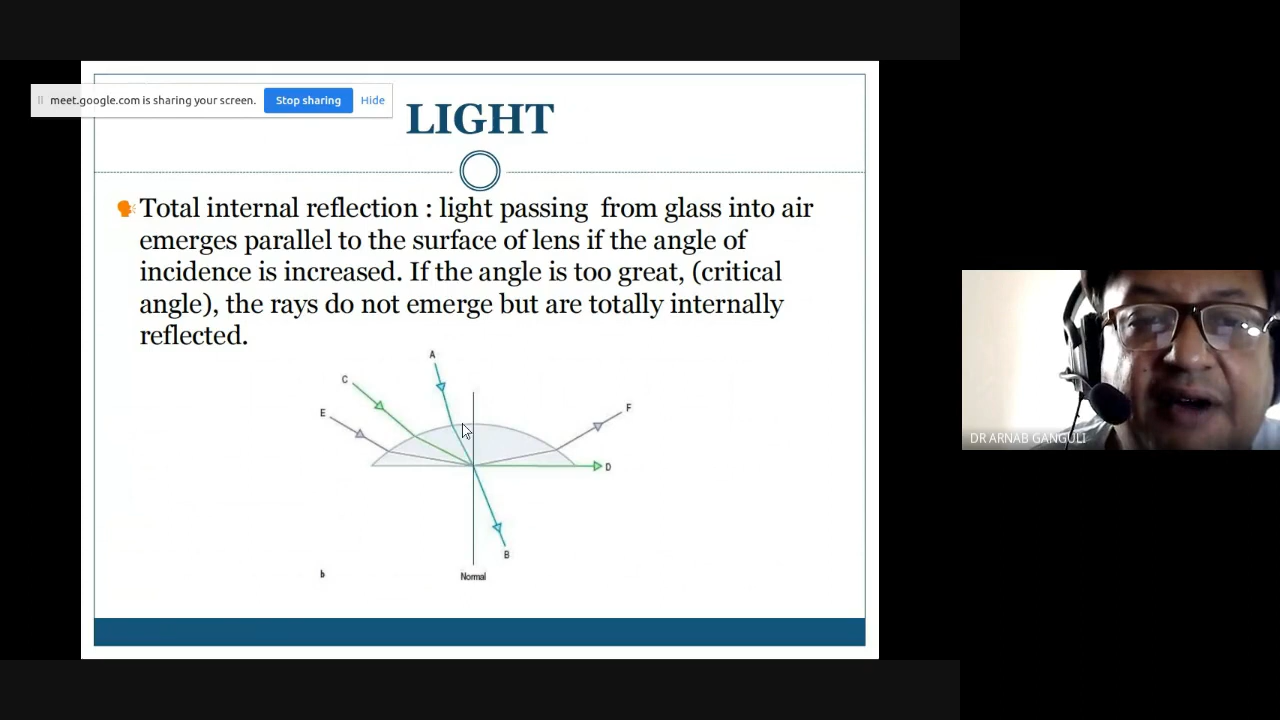 meet.google.com is sharing your screen. Stop sharing Hide
LIGHT
Total internal reflection : light passing from glass into air
emerges parallel to the surface of lens if the angle of
incidence is increased. If the angle is too great, (critical
angle), the rays do not emerge but are totally internally
reflected.
A
C
E
F
D
B
b
Normal
DR ARNAB GANGULI